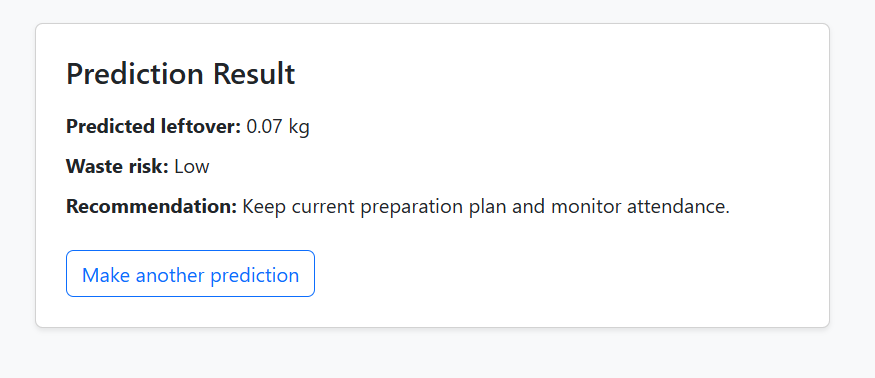 Prediction Result
Predicted leftover: 0.07 kg
Waste risk: Low
Recommendation: Keep current preparation plan and monitor attendance.
Make another prediction